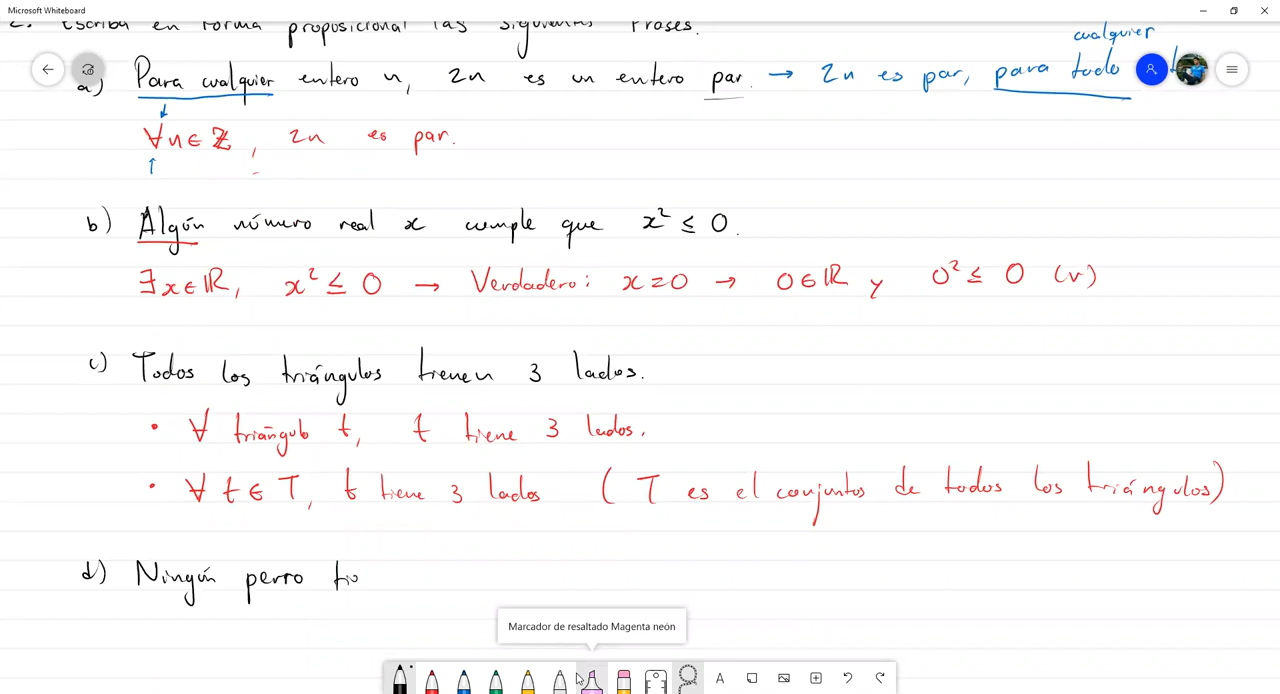 Microsoft Whiteboard
2. Escriba en forma proposicional las siguientes frases.
cualquier
a) Para cualquier entero n, 2n es un entero par. → 2n es par, para todo
∀n∈ℤ, 2n es par.
b) Algún número real x cumple que x² ≤ 0.
∃x∈ℝ, x² ≤ 0 → Verdadero: x=0 → 0∈ℝ y 0² ≤ 0 (v)
c) Todos los triángulos tienen 3 lados.
• ∀ triángulo t, t tiene 3 lados.
• ∀ t∈T, t tiene 3 lados (T es el conjuntos de todos los triángulos)
d) Ningún perro tie
Marcador de resaltado Magenta neón
A